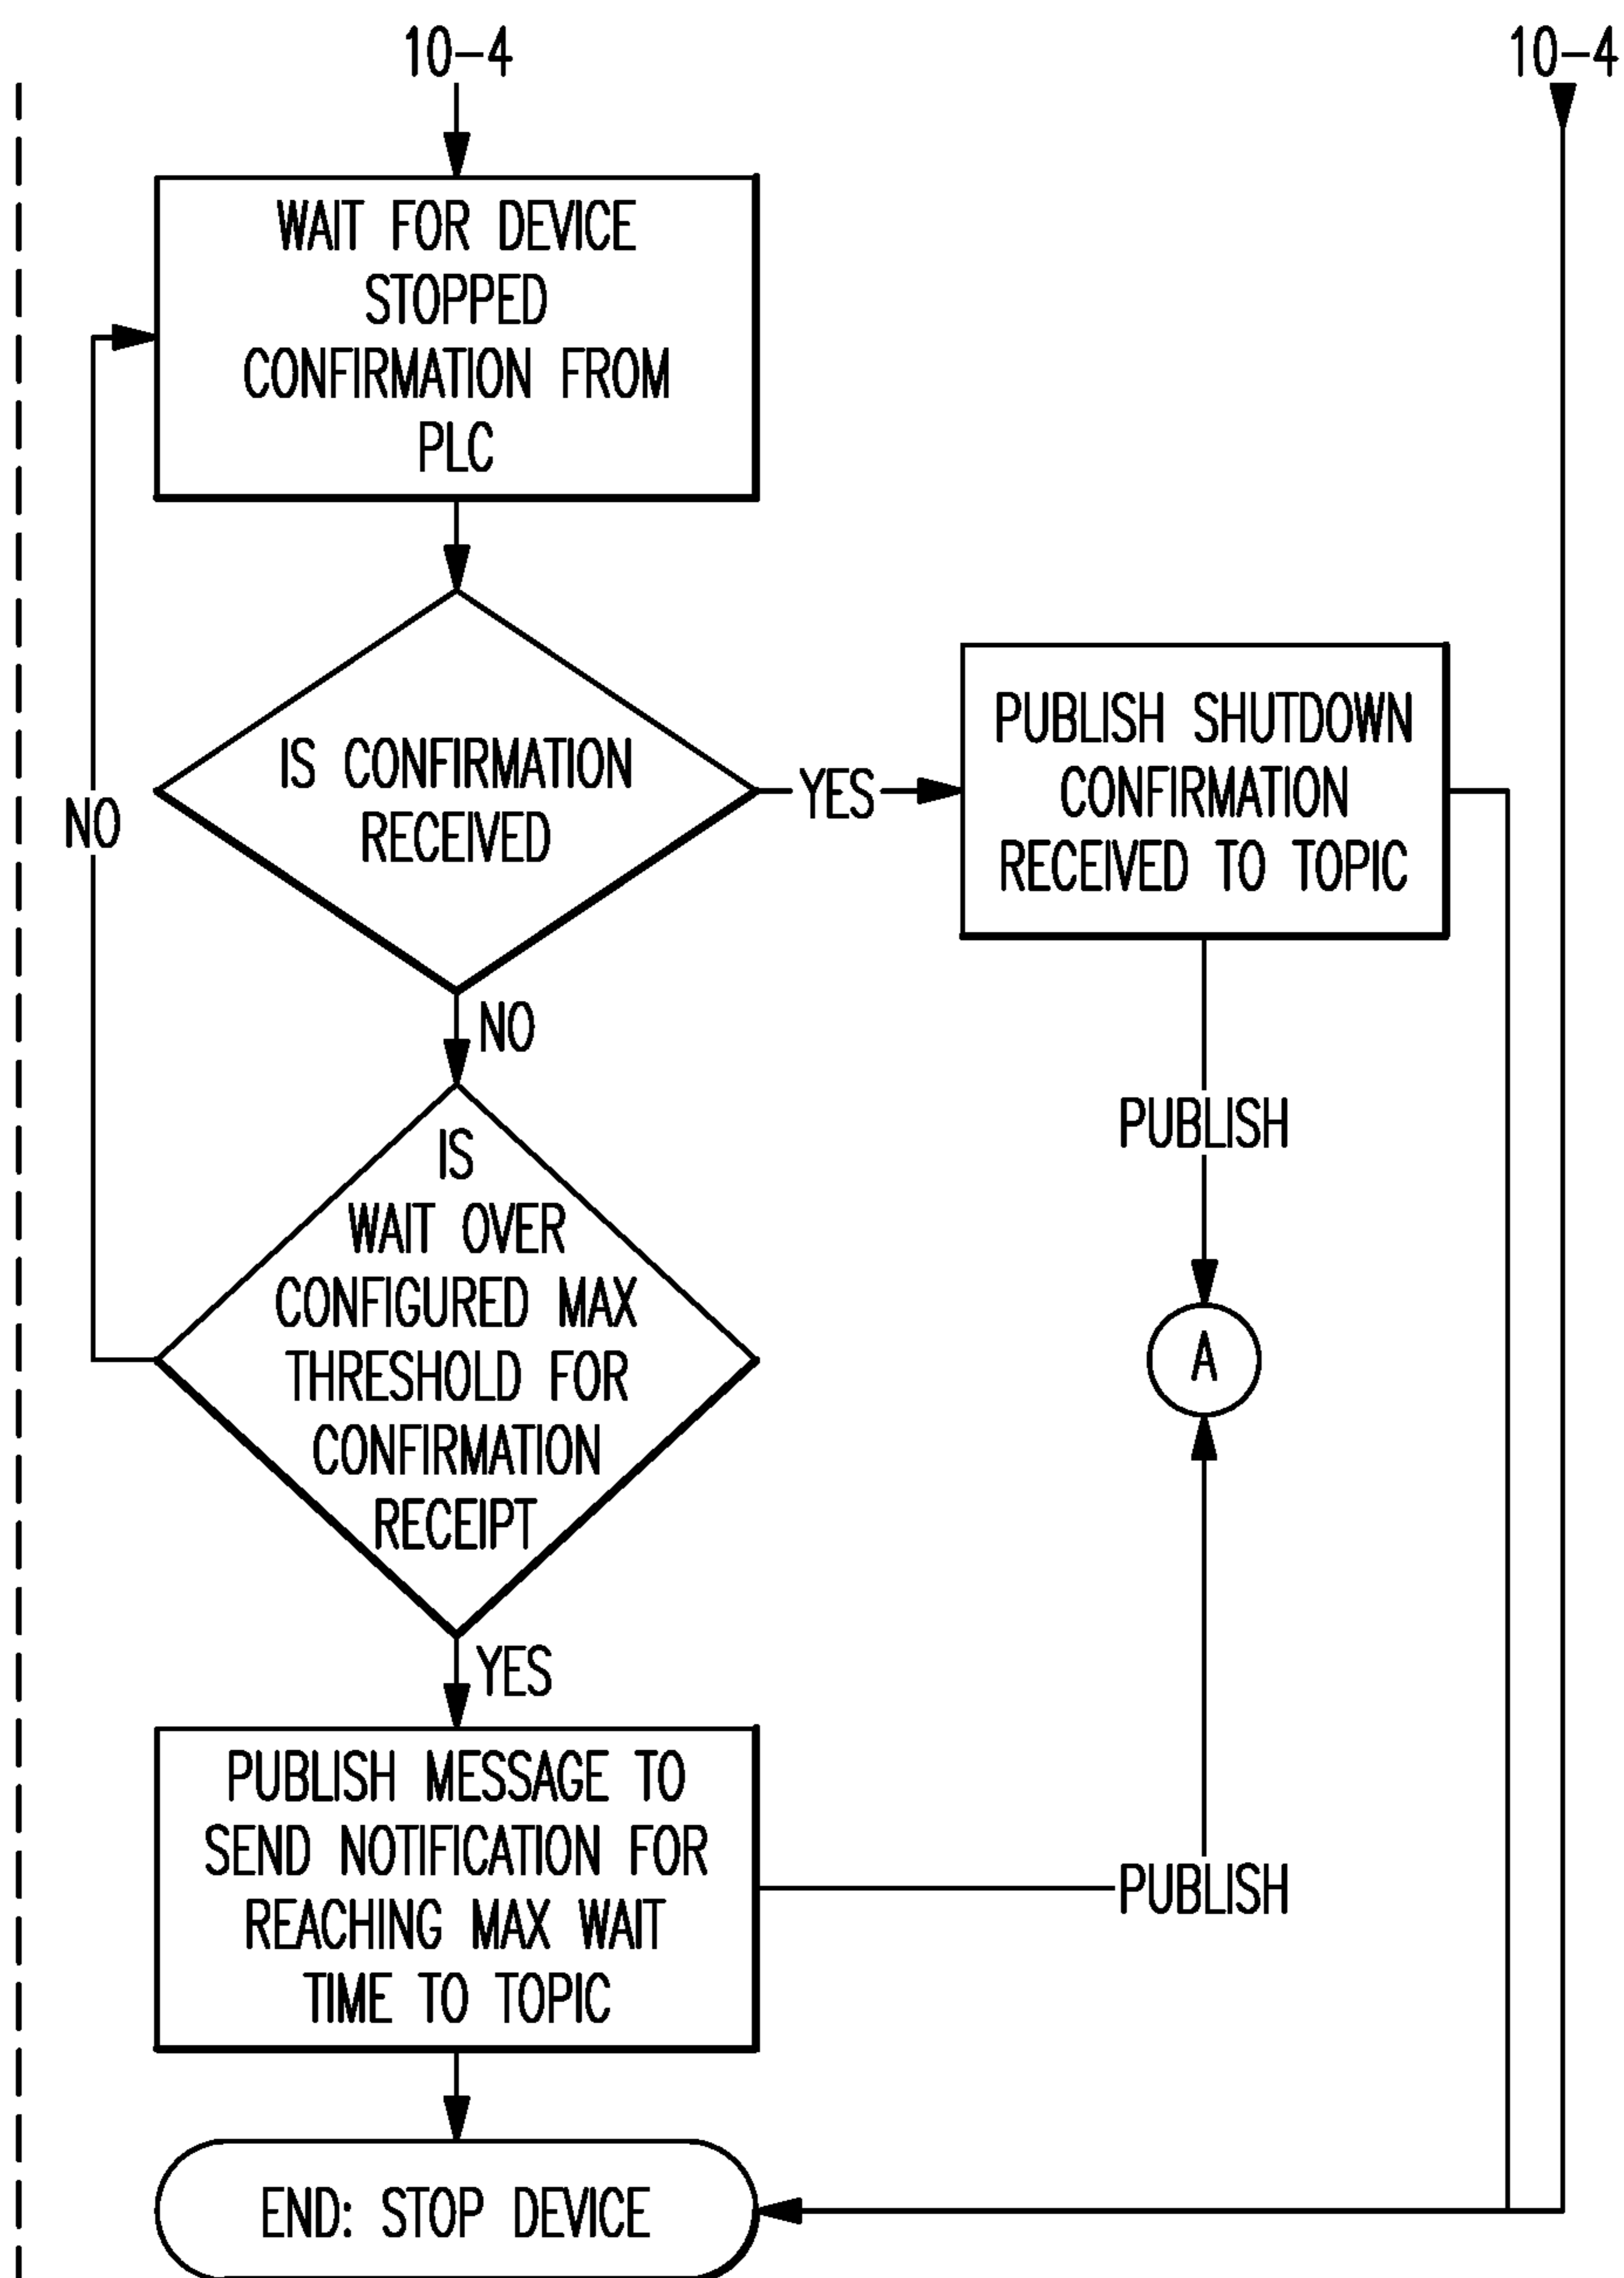 10-4
10-4
WAIT FOR DEVICE
STOPPED
CONFIRMATION FROM
PLC
IS CONFIRMATION
RECEIVED
YES
PUBLISH SHUTDOWN
CONFIRMATION
RECEIVED TO TOPIC
NO
NO
PUBLISH
IS
WAIT OVER
CONFIGURED MAX
THRESHOLD FOR
CONFIRMATION
RECEIPT
A
YES
PUBLISH MESSAGE TO
SEND NOTIFICATION FOR
REACHING MAX WAIT
TIME TO TOPIC
PUBLISH
END: STOP DEVICE